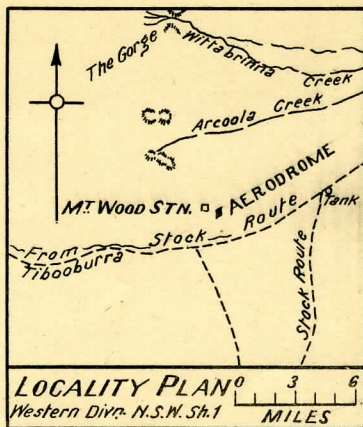 The Gorge
Wittabrinna
Creek
Arcoola Creek
MT. WOOD STN.
AERODROME
From Stock Route
Tibooburra
Tank
Stock Route
LOCALITY PLAN
Western Divn. N.S.W. Sh.1
0 3 6
MILES